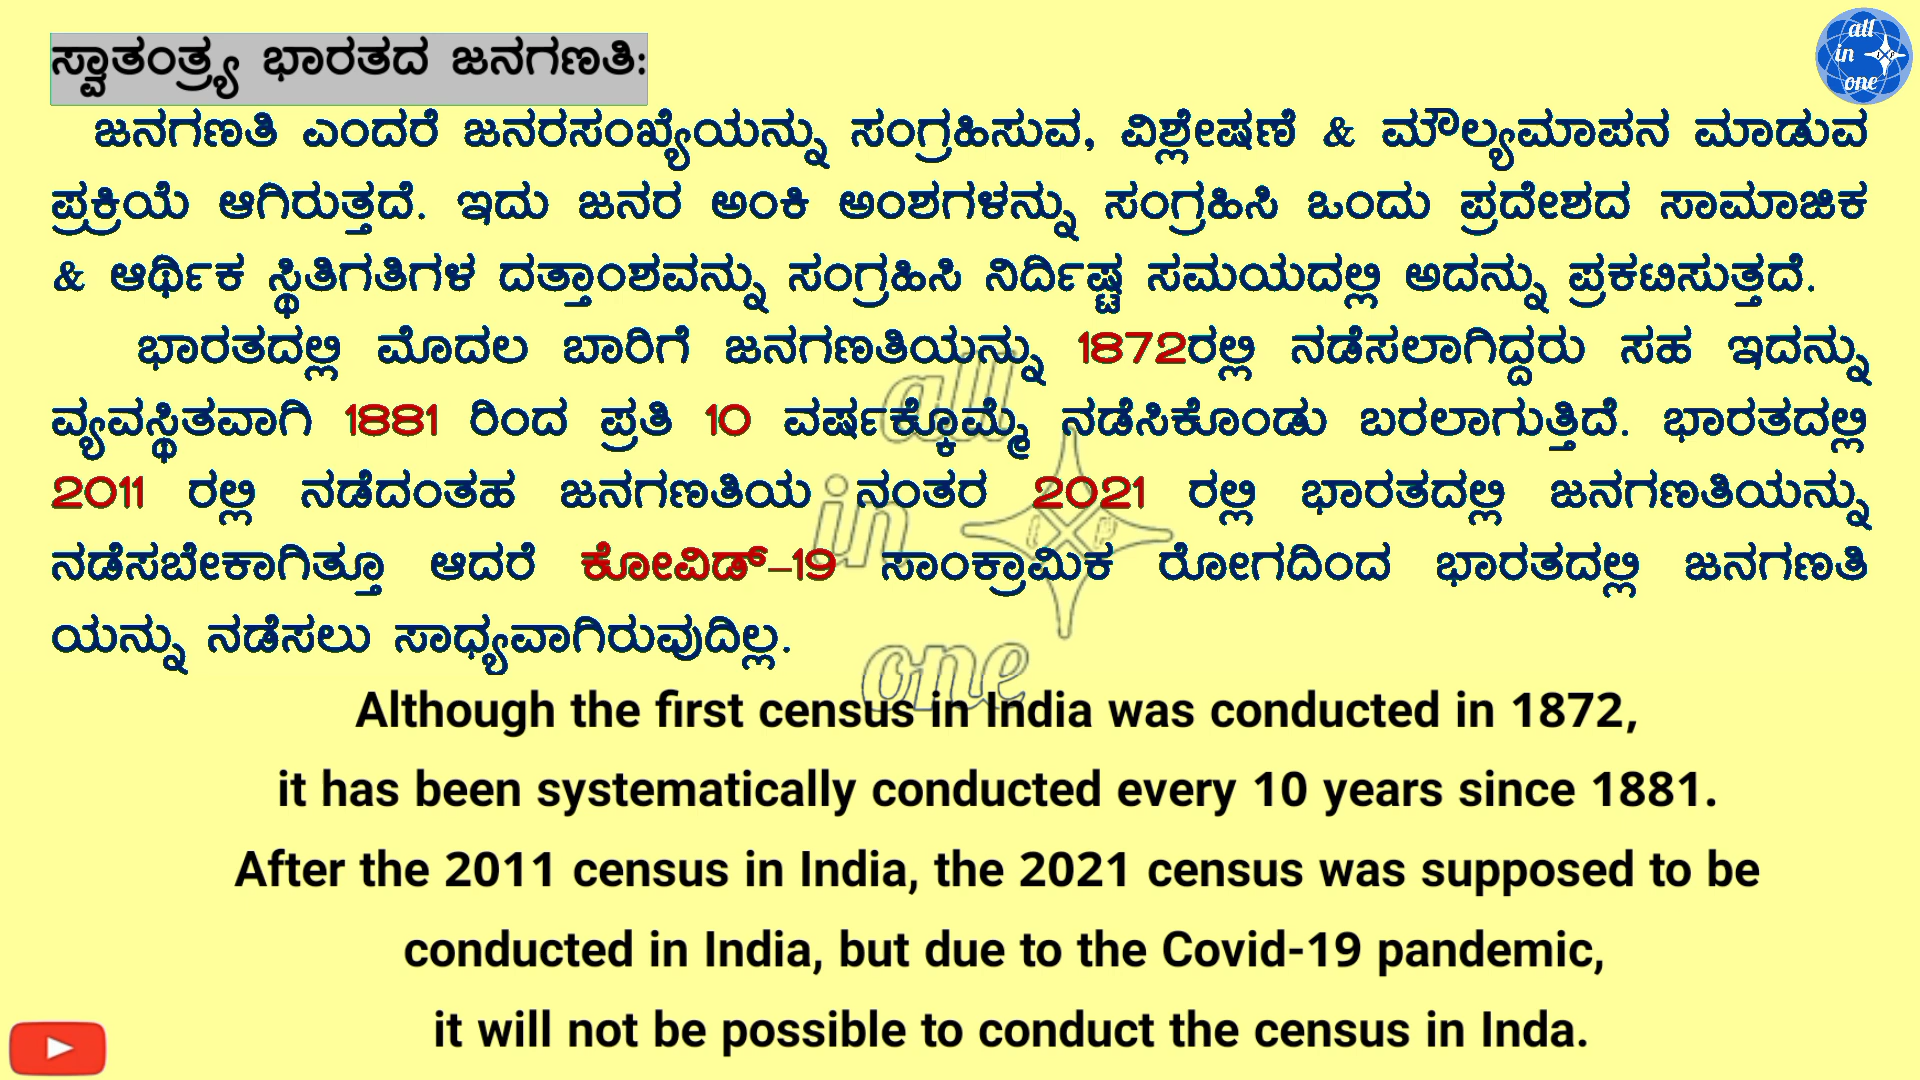 ಸ್ವಾತಂತ್ರ್ಯ ಭಾರತದ ಜನಗಣತಿ:
all
in
one
ಜನಗಣತಿ ಎಂದರೆ ಜನರಸಂಖ್ಯೆಯನ್ನು ಸಂಗ್ರಹಿಸುವ, ವಿಶ್ಲೇಷಣೆ & ಮೌಲ್ಯಮಾಪನ ಮಾಡುವ
ಪ್ರಕ್ರಿಯೆ ಆಗಿರುತ್ತದೆ. ಇದು ಜನರ ಅಂಕಿ ಅಂಶಗಳನ್ನು ಸಂಗ್ರಹಿಸಿ ಒಂದು ಪ್ರದೇಶದ ಸಾಮಾಜಿಕ
& ಆರ್ಥಿಕ ಸ್ಥಿತಿಗತಿಗಳ ದತ್ತಾಂಶವನ್ನು ಸಂಗ್ರಹಿಸಿ ನಿರ್ದಿಷ್ಟ ಸಮಯದಲ್ಲಿ ಅದನ್ನು ಪ್ರಕಟಿಸುತ್ತದೆ.
ಭಾರತದಲ್ಲಿ ಮೊದಲ ಬಾರಿಗೆ ಜನಗಣತಿಯನ್ನು 1872ರಲ್ಲಿ ನಡೆಸಲಾಗಿದ್ದರು ಸಹ ಇದನ್ನು
ವ್ಯವಸ್ಥಿತವಾಗಿ 1881 ರಿಂದ ಪ್ರತಿ 10 ವರ್ಷಕ್ಕೊಮ್ಮೆ ನಡೆಸಿಕೊಂಡು ಬರಲಾಗುತ್ತಿದೆ. ಭಾರತದಲ್ಲಿ
2011 ರಲ್ಲಿ ನಡೆದಂತಹ ಜನಗಣತಿಯ ನಂತರ 2021 ರಲ್ಲಿ ಭಾರತದಲ್ಲಿ ಜನಗಣತಿಯನ್ನು
ನಡೆಸಬೇಕಾಗಿತ್ತೂ ಆದರೆ ಕೋವಿಡ್-19 ಸಾಂಕ್ರಾಮಿಕ ರೋಗದಿಂದ ಭಾರತದಲ್ಲಿ ಜನಗಣತಿ
ಯನ್ನು ನಡೆಸಲು ಸಾಧ್ಯವಾಗಿರುವುದಿಲ್ಲ.
all
in
one
Although the first census in India was conducted in 1872,
it has been systematically conducted every 10 years since 1881.
After the 2011 census in India, the 2021 census was supposed to be
conducted in India, but due to the Covid-19 pandemic,
it will not be possible to conduct the census in Inda.